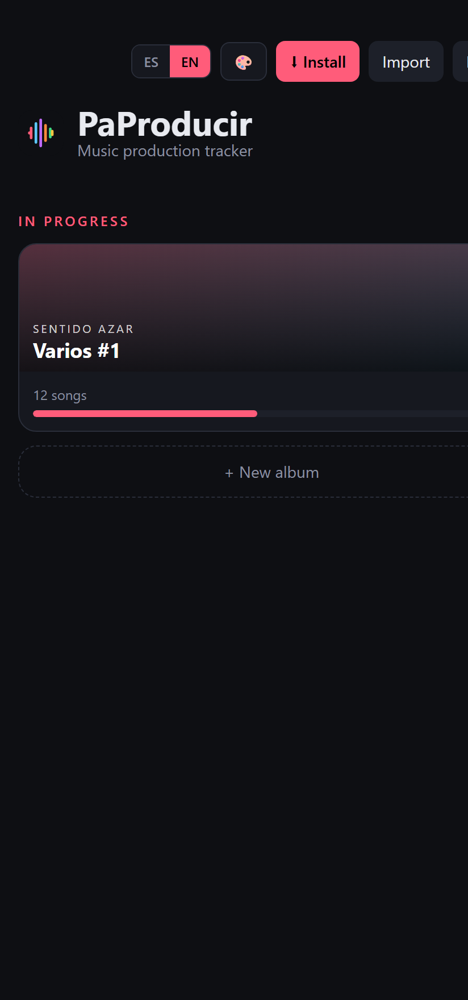 ES EN ⬇ Install Import
PaProducir
Music production tracker
IN PROGRESS
SENTIDO AZAR
Varios #1
12 songs
+ New album